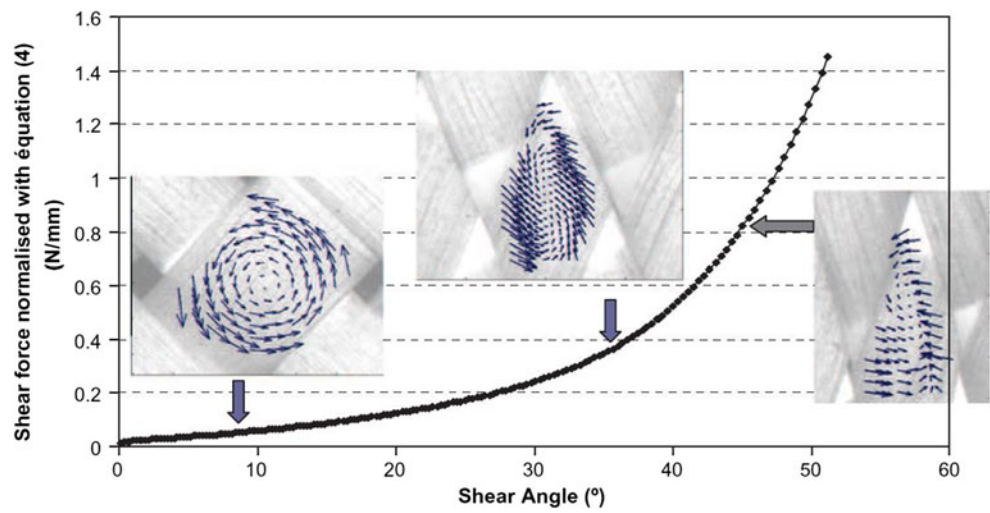 Shear force normalised with équation (4)
(N/mm)
1.6
1.4
1.2
1
0.8
0.6
0.4
0.2
0
0 10 20 30 40 50 60
Shear Angle (º)